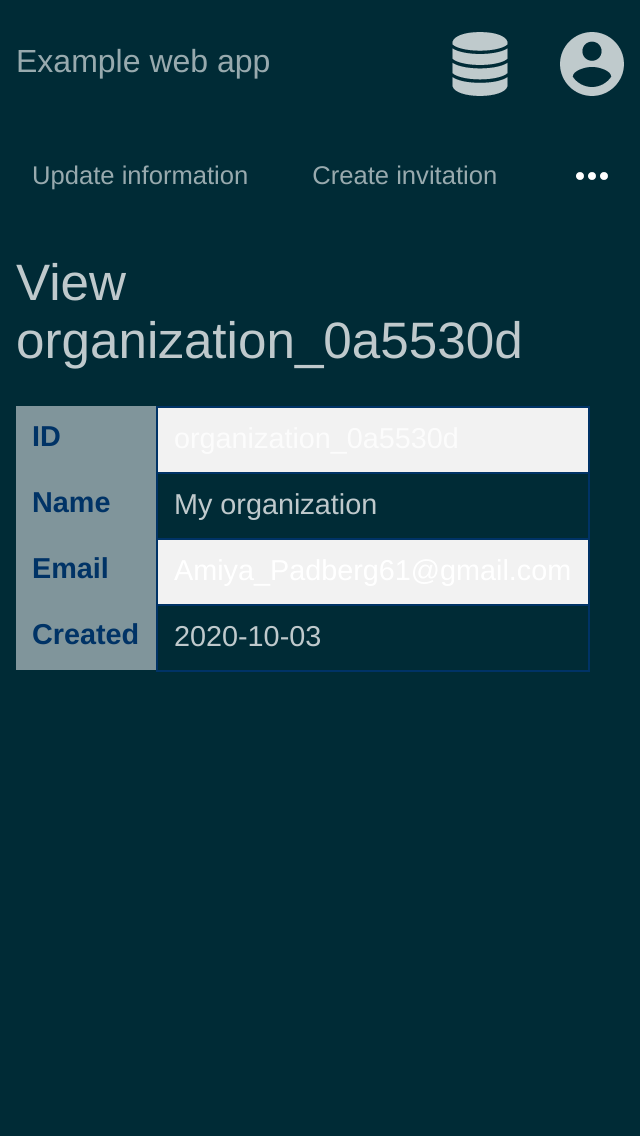 Example web app
Update information Create invitation
View
organization_0a5530d
ID organization_0a5530d
Name My organization
Email Amiya_Padberg61@gmail.com
Created 2020-10-03